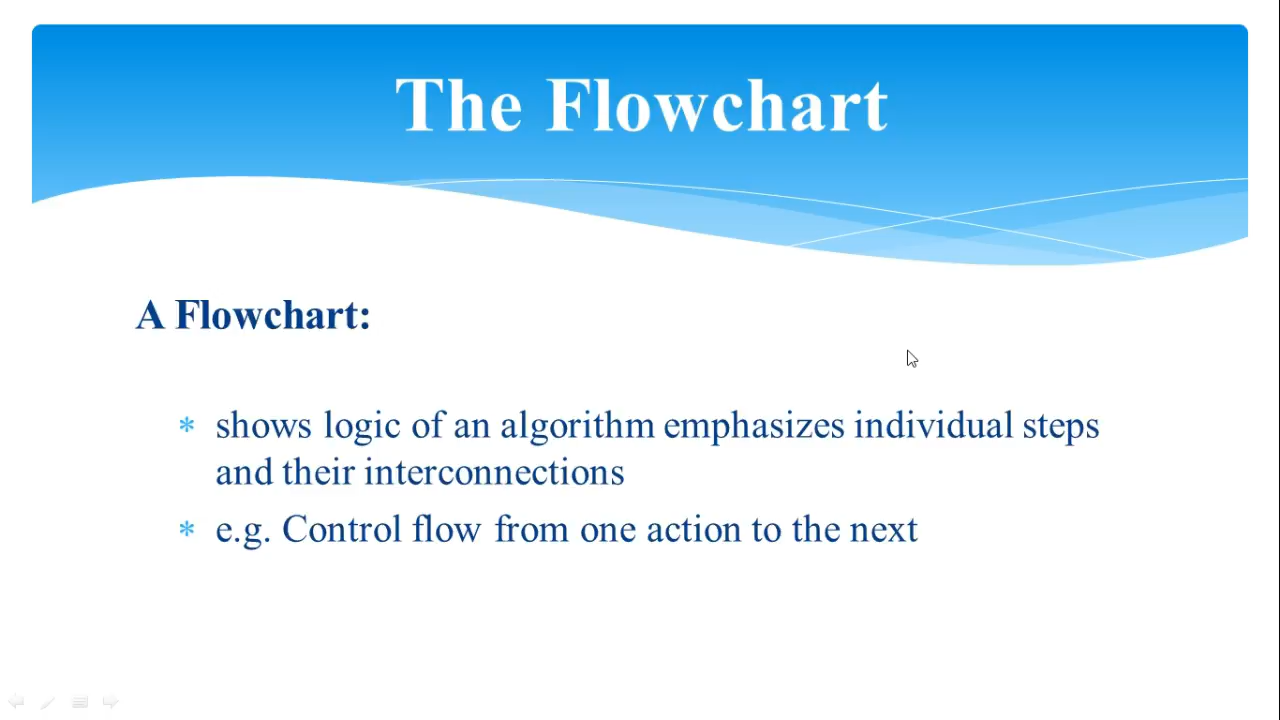 The Flowchart
A Flowchart:
* shows logic of an algorithm emphasizes individual steps
and their interconnections
* e.g. Control flow from one action to the next